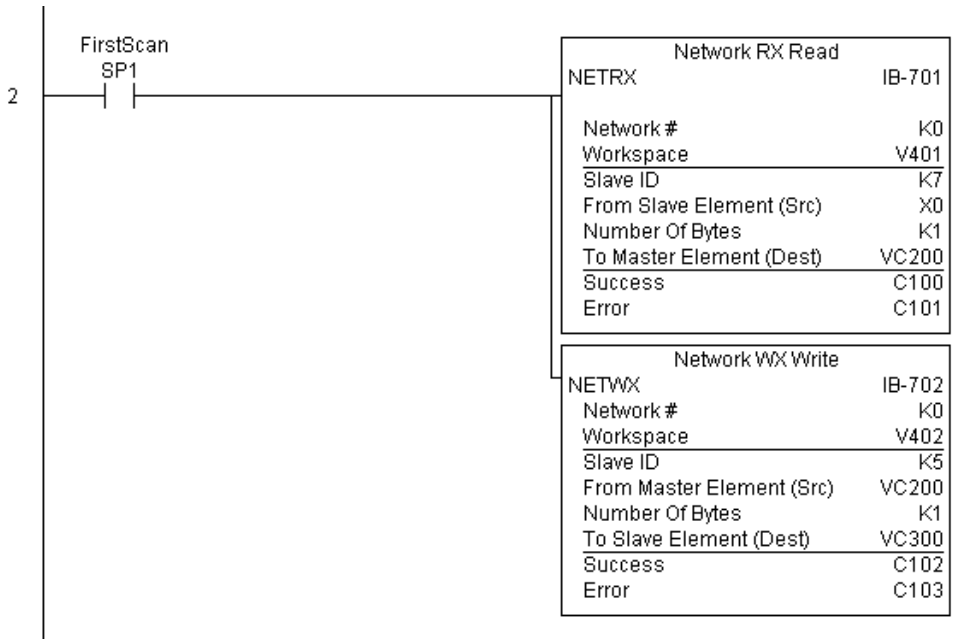 FirstScan
SP1
2
Network RX Read
NETRX IB-701
Network # K0
Workspace V401
Slave ID K7
From Slave Element (Src) X0
Number Of Bytes K1
To Master Element (Dest) VC200
Success C100
Error C101
Network WX Write
NETWX IB-702
Network # K0
Workspace V402
Slave ID K5
From Master Element (Src) VC200
Number Of Bytes K1
To Slave Element (Dest) VC300
Success C102
Error C103